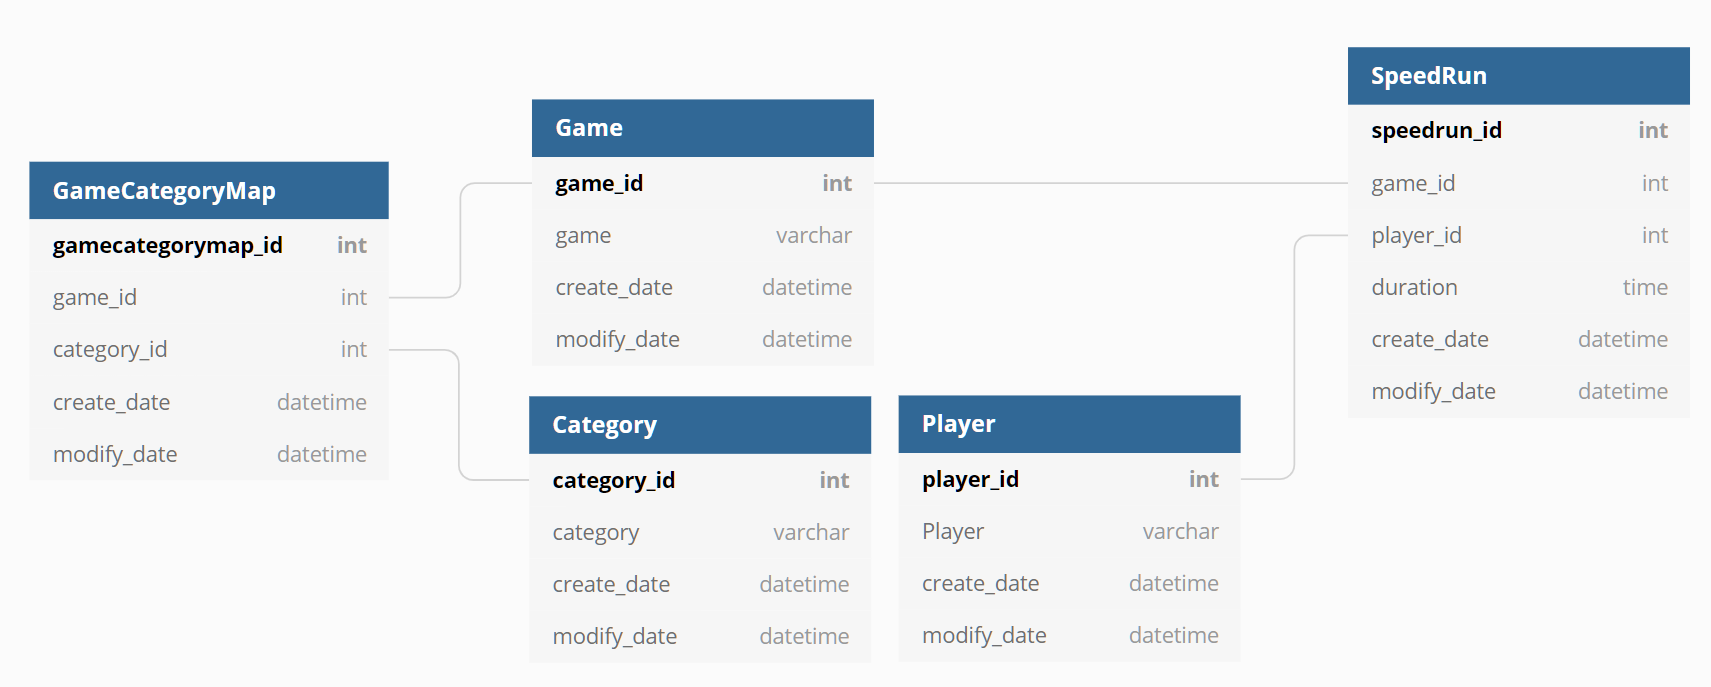 GameCategoryMap
gamecategorymap_id int
game_id int
category_id int
create_date datetime
modify_date datetime
Game
game_id int
game varchar
create_date datetime
modify_date datetime
Category
category_id int
category varchar
create_date datetime
modify_date datetime
Player
player_id int
Player varchar
create_date datetime
modify_date datetime
SpeedRun
speedrun_id int
game_id int
player_id int
duration time
create_date datetime
modify_date datetime